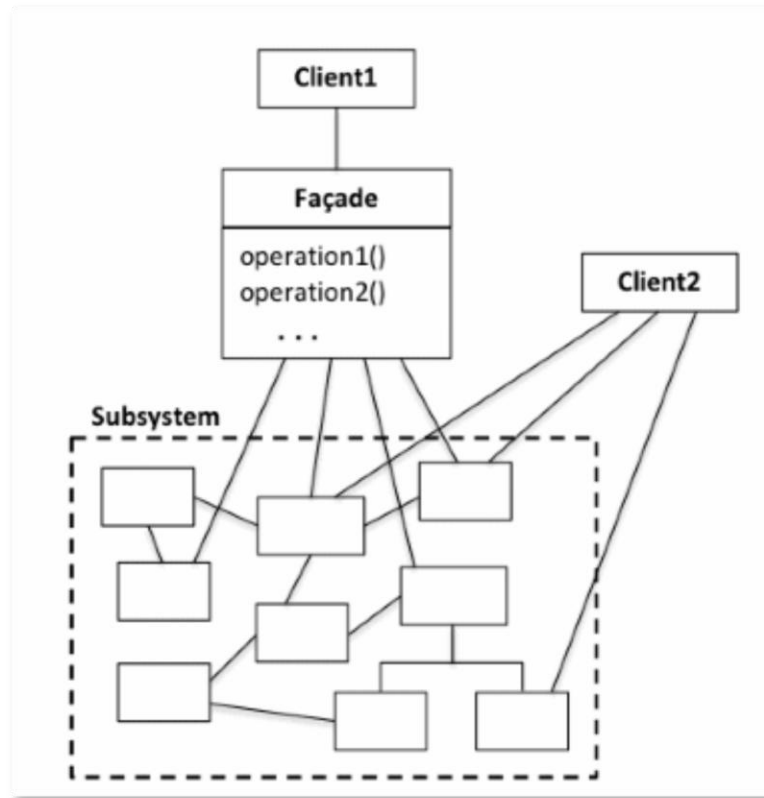 Client1
Façade
operation1()
operation2()
. . .
Client2
Subsystem